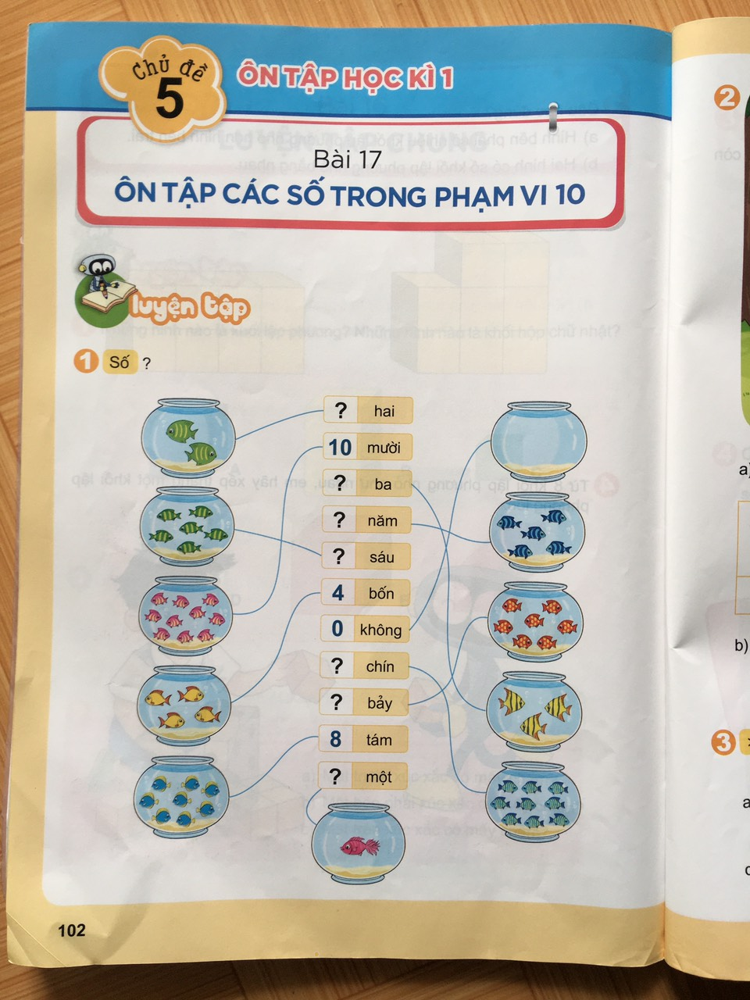 Chủ đề
5
ÔN TẬP HỌC KÌ 1
Bài 17
ÔN TẬP CÁC SỐ TRONG PHẠM VI 10
luyện tập
1 Số ?
? hai
10 mười
? ba
? năm
? sáu
4 bốn
0 không
? chín
? bảy
8 tám
? một
102
2
a)
b)
3